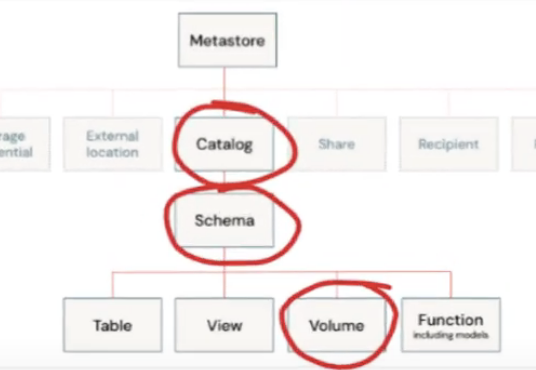 Metastore
External
location
Catalog
Share
Recipient
Schema
Table
View
Volume
Function
including models